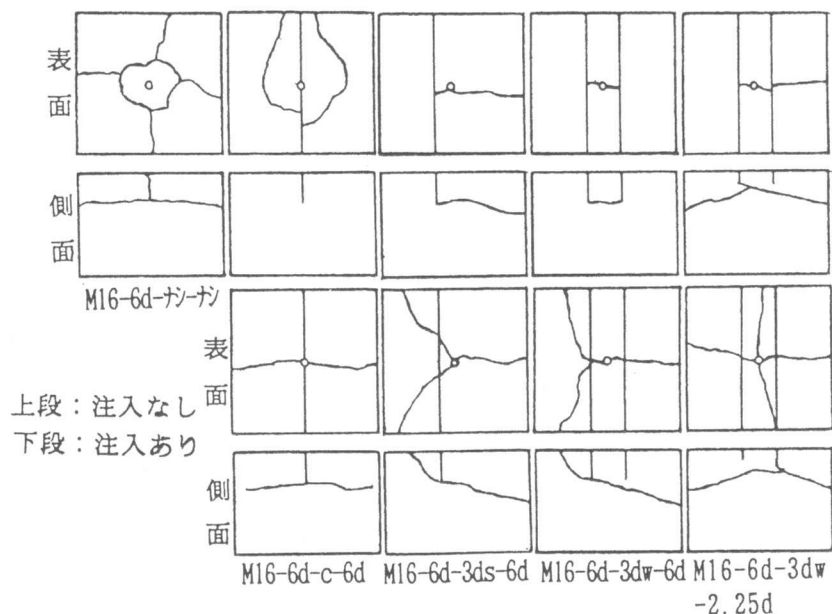 表
面
側
面
M16-6d-ナシ-ナシ
表
面
上段：注入なし
下段：注入あり
側
面
M16-6d-c-6d
M16-6d-3ds-6d
M16-6d-3dw-6d
M16-6d-3dw
-2.25d